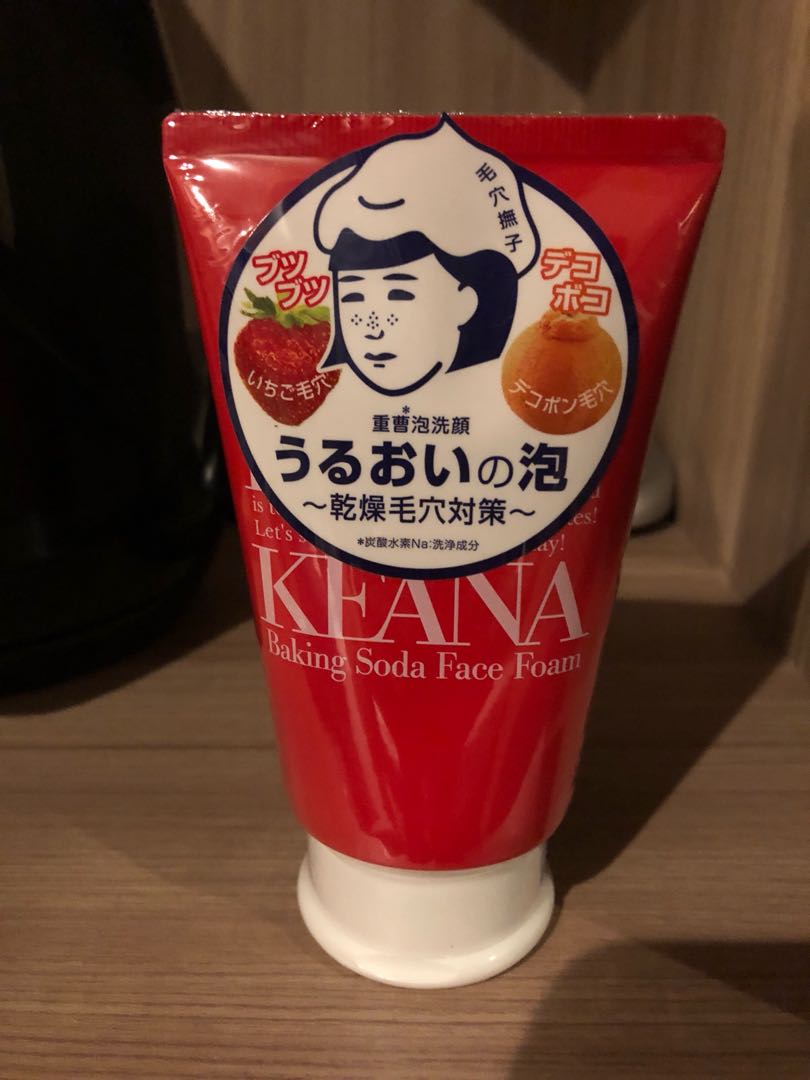 毛穴撫子
ブツ
ブツ
デコ
ボコ
いちご毛穴
デコポン毛穴
重曹*泡洗顔
うるおいの泡
〜乾燥毛穴対策〜
*炭酸水素Na:洗浄成分
is
Let's
KEANA
Baking Soda Face Foam